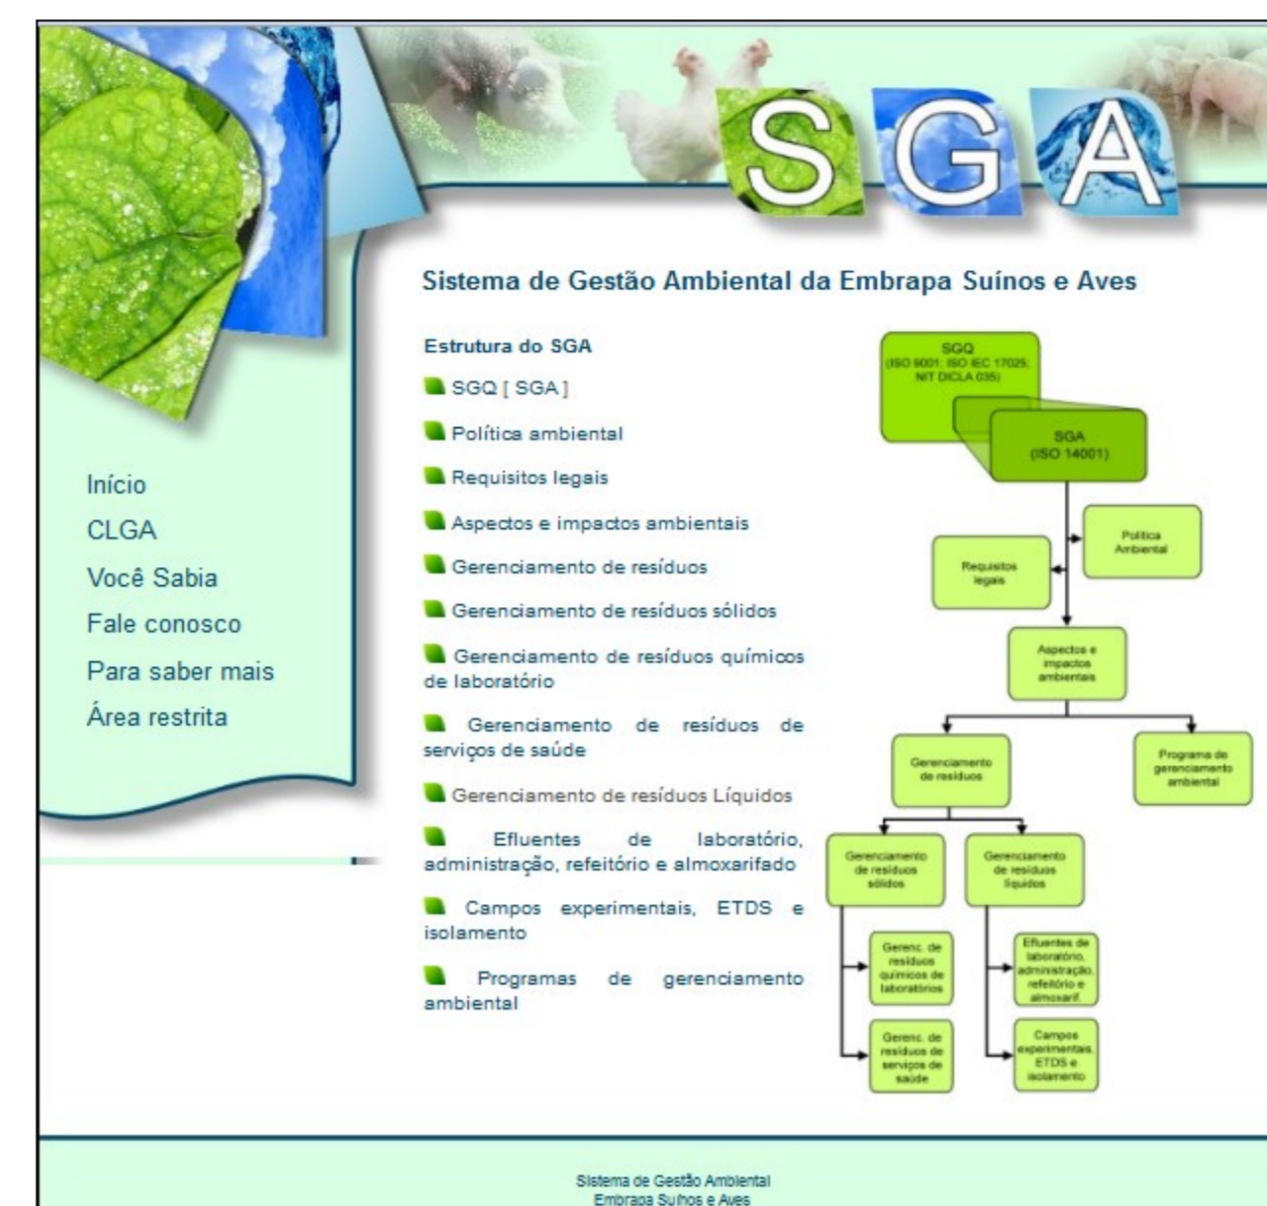 SGA
Sistema de Gestão Ambiental da Embrapa Suínos e Aves
Início
CLGA
Você Sabia
Fale conosco
Para saber mais
Área restrita
Estrutura do SGA
SGQ [ SGA ]
Política ambiental
Requisitos legais
Aspectos e impactos ambientais
Gerenciamento de resíduos
Gerenciamento de resíduos sólidos
Gerenciamento de resíduos químicos
de laboratório
Gerenciamento de resíduos de
serviços de saúde
Gerenciamento de resíduos Líquidos
Efluentes de laboratório,
administração, refeitório e almoxarifado
Campos experimentais, ETDS e
isolamento
Programas de gerenciamento
ambiental
SGQ
(ISO 9001; ISO IEC 17025;
NIT DICLA 035)
SGA
(ISO 14001)
Política
Ambiental
Requisitos
legais
Aspectos e
impactos
ambientais
Gerenciamento
de resíduos
Programa de
gerenciamento
ambiental
Gerenciamento
de resíduos
sólidos
Gerenciamento
de resíduos
líquidos
Gerenc. de
resíduos
químicos de
laboratórios
Efluentes de
laboratório,
administração,
refeitório e
almoxarif.
Gerenc. de
resíduos de
serviços de
saúde
Campos
experimentais,
ETDS e
isolamento
Sistema de Gestão Ambiental
Embrapa Suínos e Aves